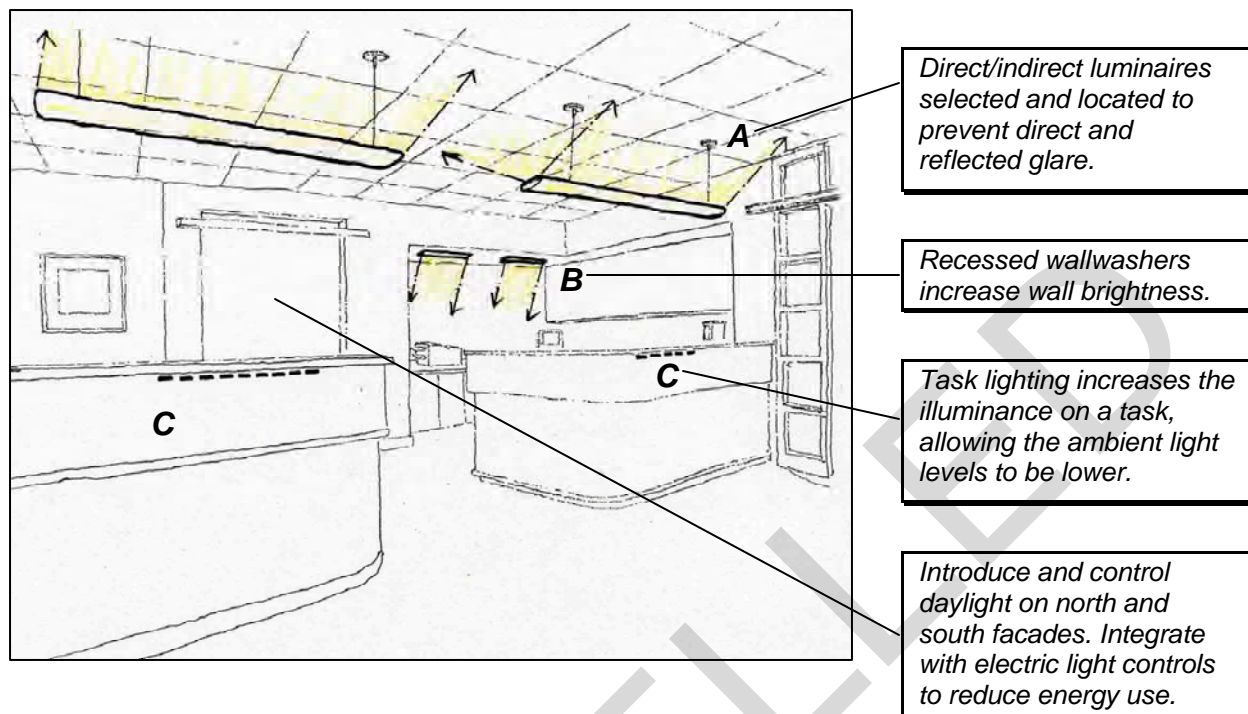 Direct/indirect luminaires
selected and located to
prevent direct and
reflected glare.
A
Recessed wallwashers
increase wall brightness.
B
Task lighting increases the
illuminance on a task,
allowing the ambient light
levels to be lower.
C
C
Introduce and control
daylight on north and
south facades. Integrate
with electric light controls
to reduce energy use.
ELLED